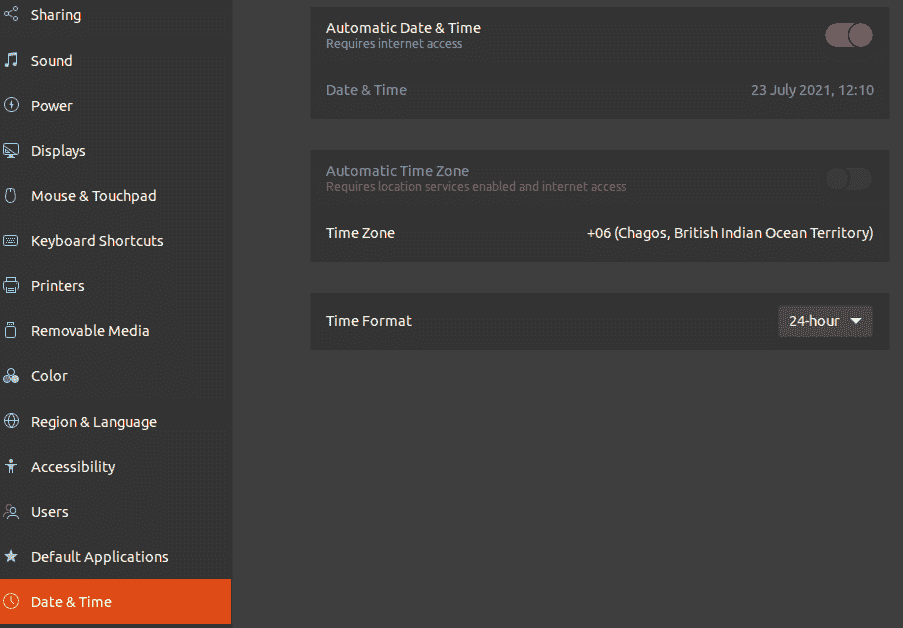 Sharing
Sound
Power
Displays
Mouse & Touchpad
Keyboard Shortcuts
Printers
Removable Media
Color
Region & Language
Accessibility
Users
Default Applications
Date & Time
Automatic Date & Time
Requires internet access
Date & Time 23 July 2021, 12:10
Automatic Time Zone
Requires location services enabled and internet access
Time Zone +06 (Chagos, British Indian Ocean Territory)
Time Format 24-hour